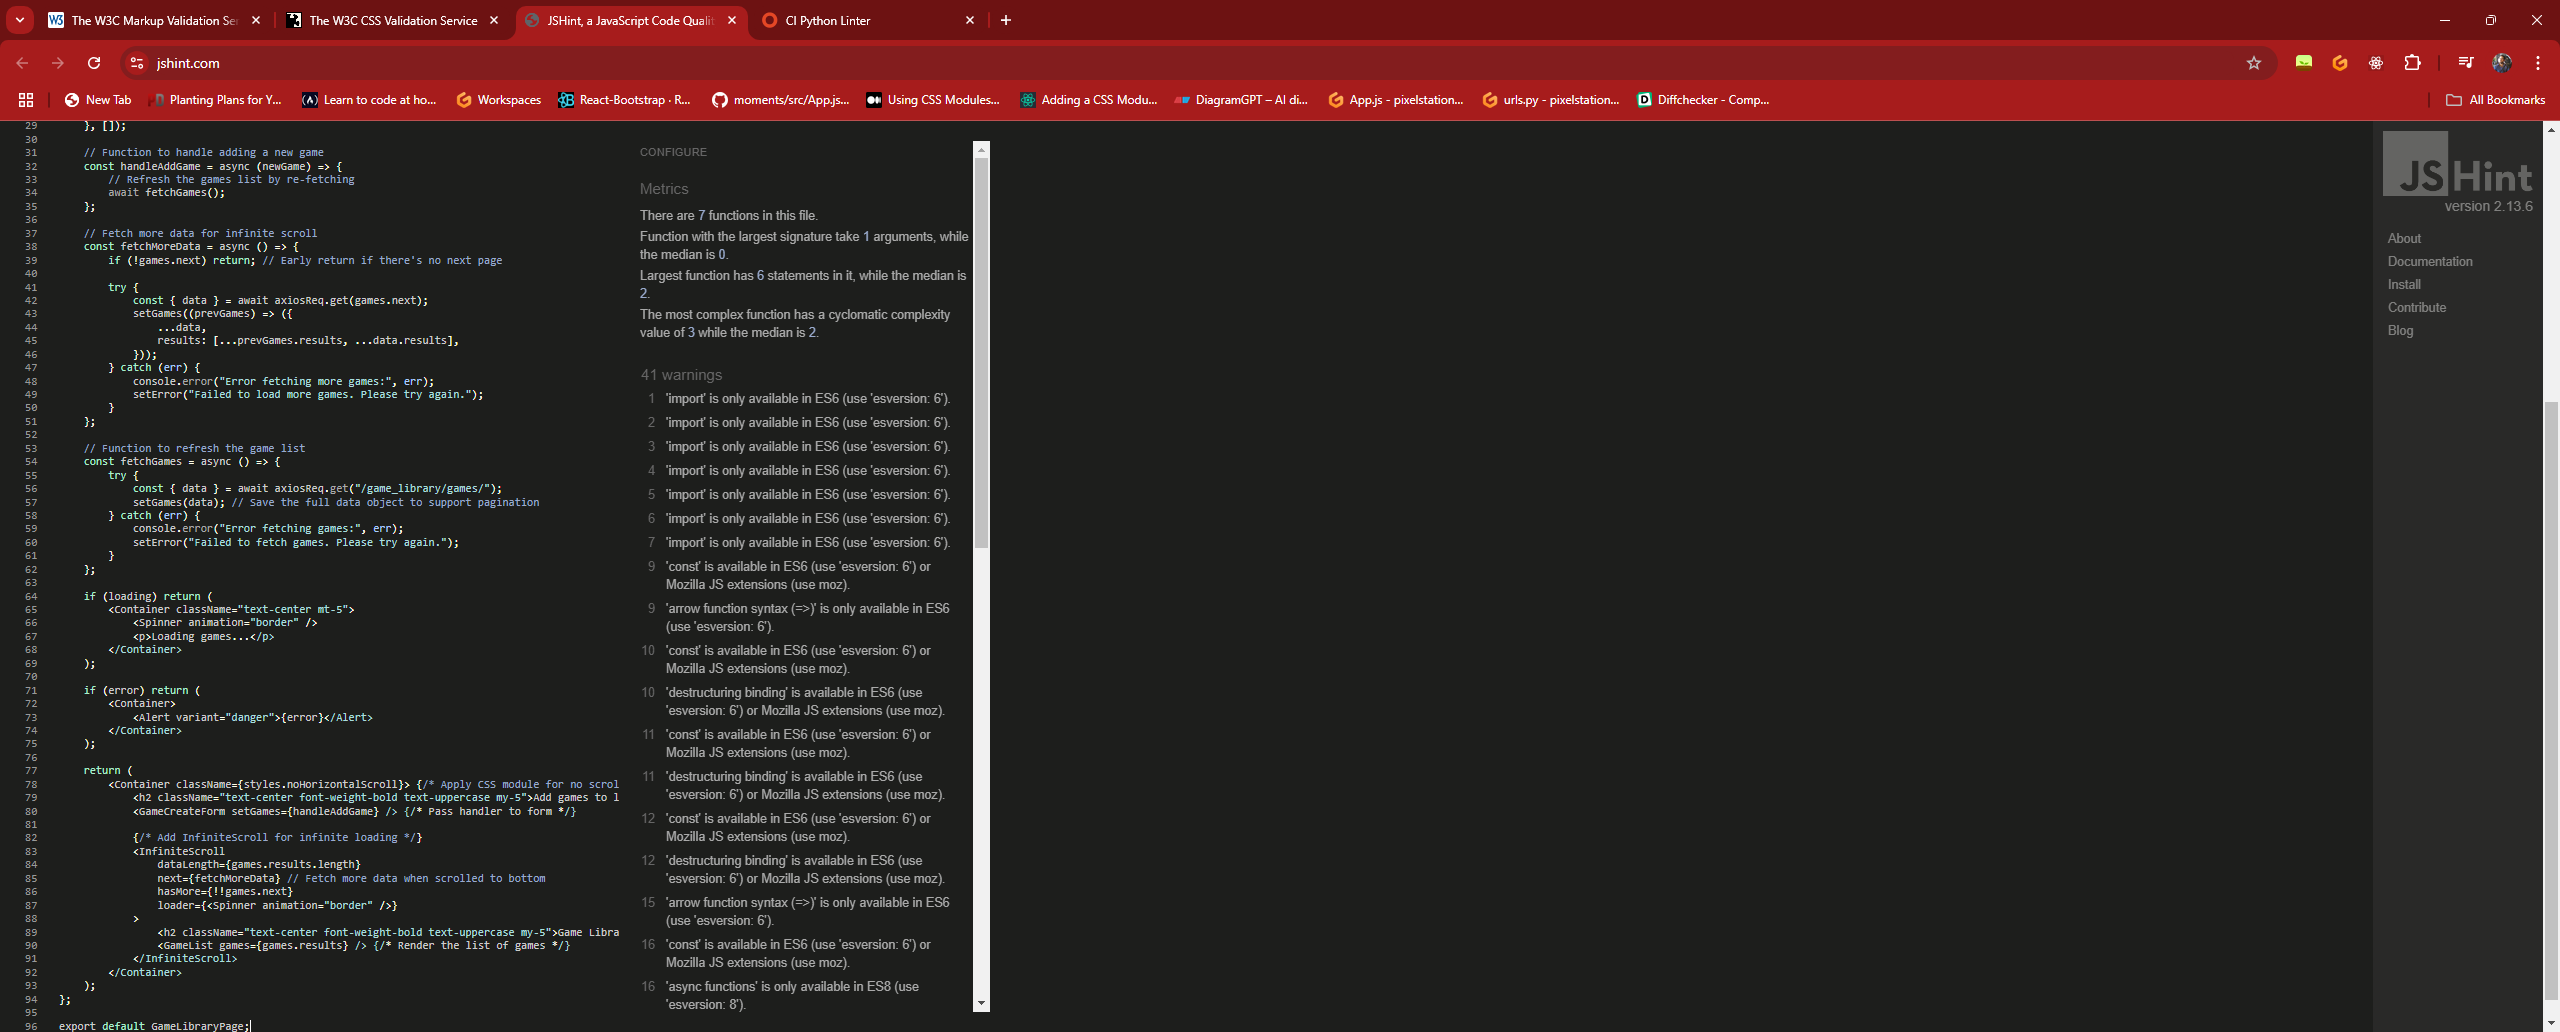 The W3C Markup Validation Se
The W3C CSS Validation Service
JSHint, a JavaScript Code Qualit
CI Python Linter
jshint.com
New Tab
Planting Plans for Y...
Learn to code at ho...
Workspaces
React-Bootstrap · R...
moments/src/App.js...
Using CSS Modules...
Adding a CSS Modu...
DiagramGPT – AI di...
App.js - pixelstation...
urls.py - pixelstation...
Diffchecker - Comp...
All Bookmarks
29 }, []);
30
31 // Function to handle adding a new game
32 const handleAddGame = async (newGame) => {
33 // Refresh the games list by re-fetching
34 await fetchGames();
35 };
36
37 // Fetch more data for infinite scroll
38 const fetchMoreData = async () => {
39 if (!games.next) return; // Early return if there's no next page
40
41 try {
42 const { data } = await axiosReq.get(games.next);
43 setGames((prevGames) => ({
44 ...data,
45 results: [...prevGames.results, ...data.results],
46 }));
47 } catch (err) {
48 console.error("Error fetching more games:", err);
49 setError("Failed to load more games. Please try again.");
50 }
51 };
52
53 // Function to refresh the game list
54 const fetchGames = async () => {
55 try {
56 const { data } = await axiosReq.get("/game_library/games/");
57 setGames(data); // Save the full data object to support pagination
58 } catch (err) {
59 console.error("Error fetching games:", err);
60 setError("Failed to fetch games. Please try again.");
61 }
62 };
63
64 if (loading) return (
65 <Container className="text-center mt-5">
66 <Spinner animation="border" />
67 <p>Loading games...</p>
68 </Container>
69 );
70
71 if (error) return (
72 <Container>
73 <Alert variant="danger">{error}</Alert>
74 </Container>
75 );
76
77 return (
78 <Container className={styles.noHorizontalScroll}> {/* Apply CSS module for no scrol
79 <h2 className="text-center font-weight-bold text-uppercase my-5">Add games to l
80 <GameCreateForm setGames={handleAddGame} /> {/* Pass handler to form */}
81
82 {/* Add InfiniteScroll for infinite loading */}
83 <InfiniteScroll
84 dataLength={games.results.length}
85 next={fetchMoreData} // Fetch more data when scrolled to bottom
86 hasMore={!!games.next}
87 loader={<Spinner animation="border" />}
88 >
89 <h2 className="text-center font-weight-bold text-uppercase my-5">Game Libra
90 <GameList games={games.results} /> {/* Render the list of games */}
91 </InfiniteScroll>
92 </Container>
93 );
94 };
95
96 export default GameLibraryPage;
CONFIGURE
Metrics
There are 7 functions in this file.
Function with the largest signature take 1 arguments, while
the median is 0.
Largest function has 6 statements in it, while the median is
2.
The most complex function has a cyclomatic complexity
value of 3 while the median is 2.
41 warnings
1 'import' is only available in ES6 (use 'esversion: 6').
2 'import' is only available in ES6 (use 'esversion: 6').
3 'import' is only available in ES6 (use 'esversion: 6').
4 'import' is only available in ES6 (use 'esversion: 6').
5 'import' is only available in ES6 (use 'esversion: 6').
6 'import' is only available in ES6 (use 'esversion: 6').
7 'import' is only available in ES6 (use 'esversion: 6').
9 'const' is available in ES6 (use 'esversion: 6') or
Mozilla JS extensions (use moz).
9 'arrow function syntax (=>)' is only available in ES6
(use 'esversion: 6').
10 'const' is available in ES6 (use 'esversion: 6') or
Mozilla JS extensions (use moz).
10 'destructuring binding' is available in ES6 (use
'esversion: 6') or Mozilla JS extensions (use moz).
11 'const' is available in ES6 (use 'esversion: 6') or
Mozilla JS extensions (use moz).
11 'destructuring binding' is available in ES6 (use
'esversion: 6') or Mozilla JS extensions (use moz).
12 'const' is available in ES6 (use 'esversion: 6') or
Mozilla JS extensions (use moz).
12 'destructuring binding' is available in ES6 (use
'esversion: 6') or Mozilla JS extensions (use moz).
15 'arrow function syntax (=>)' is only available in ES6
(use 'esversion: 6').
16 'const' is available in ES6 (use 'esversion: 6') or
Mozilla JS extensions (use moz).
16 'async functions' is only available in ES8 (use
'esversion: 8').
JSHint
version 2.13.6
About
Documentation
Install
Contribute
Blog